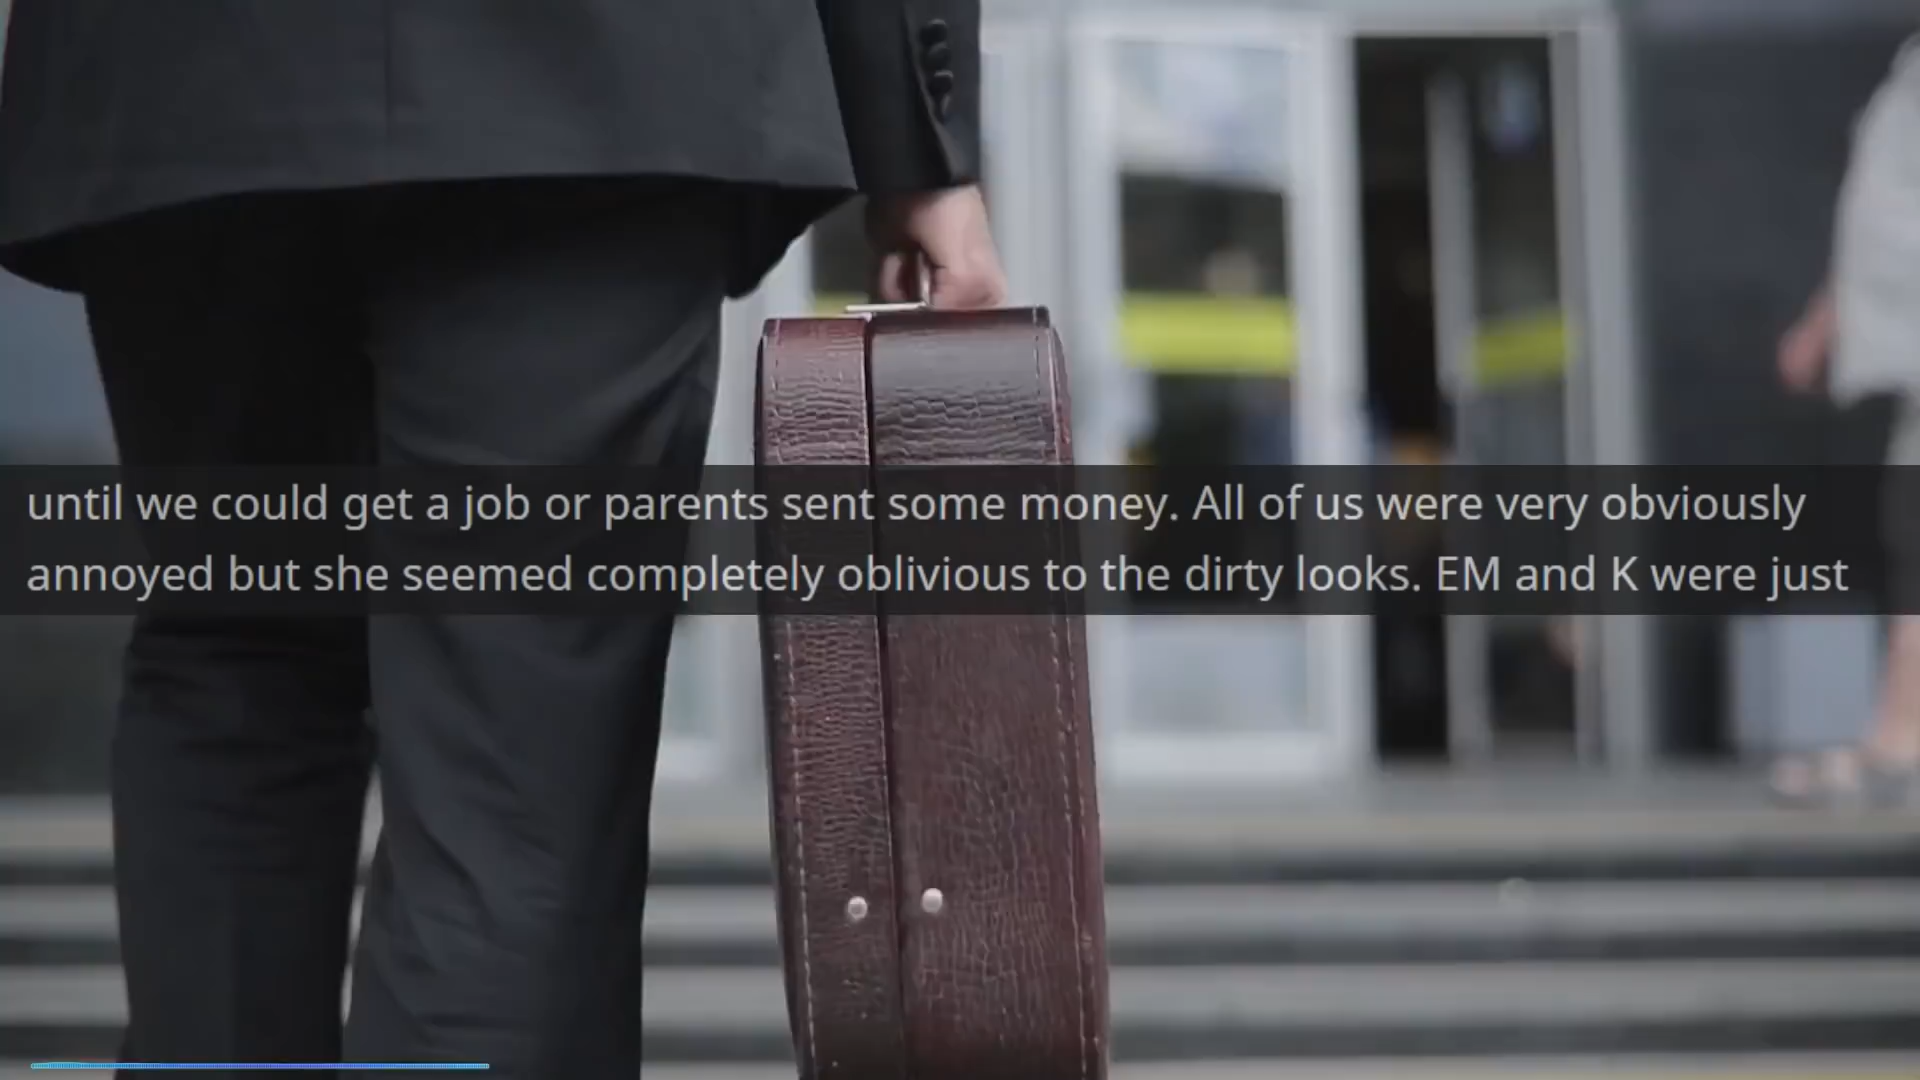 until we could get a job or parents sent some money. All of us were very obviously
annoyed but she seemed completely oblivious to the dirty looks. EM and K were just